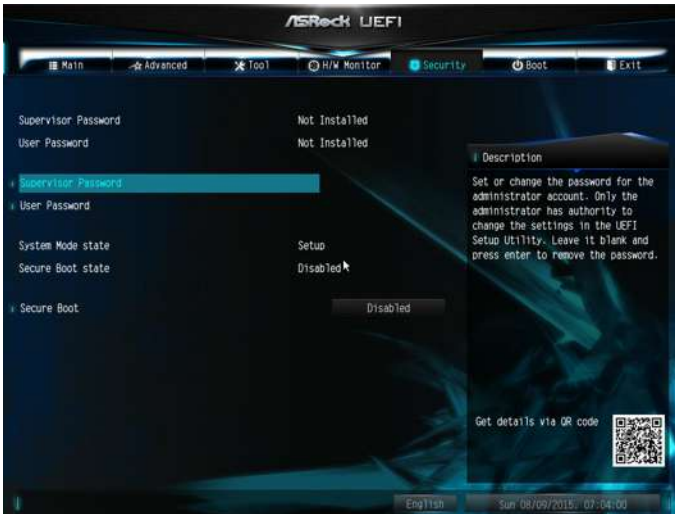 ASRock UEFI
Main Advanced Tool H/W Monitor Security Boot Exit
Supervisor Password Not Installed
User Password Not Installed
Supervisor Password
User Password
System Mode state Setup
Secure Boot state Disabled
Secure Boot Disabled
Description
Set or change the password for the
administrator account. Only the
administrator has authority to
change the settings in the UEFI
Setup Utility. Leave it blank and
press enter to remove the password.
Get details via QR code
English Sun 08/09/2015, 07:04:00